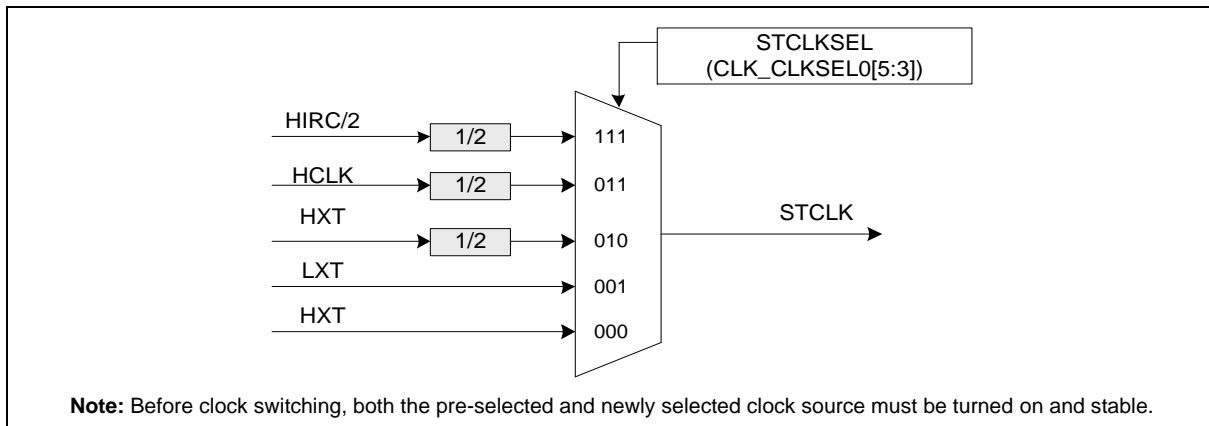 STCLKSEL
(CLK_CLKSEL0[5:3])
HIRC/2
1/2
111
HCLK
1/2
011
HXT
1/2
010
STCLK
LXT
001
HXT
000
Note: Before clock switching, both the pre-selected and newly selected clock source must be turned on and stable.